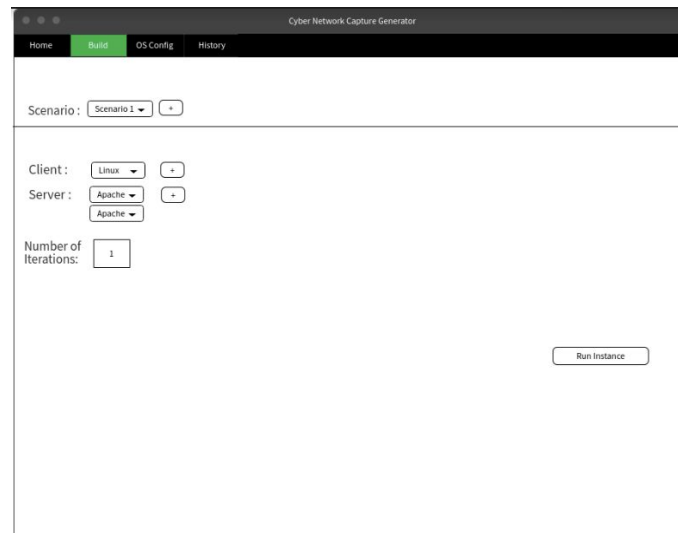 Cyber Network Capture Generator
Home Build OS Config History
Scenario : Scenario 1 +
Client : Linux +
Server : Apache +
Apache
Number of
Iterations: 1
Run Instance